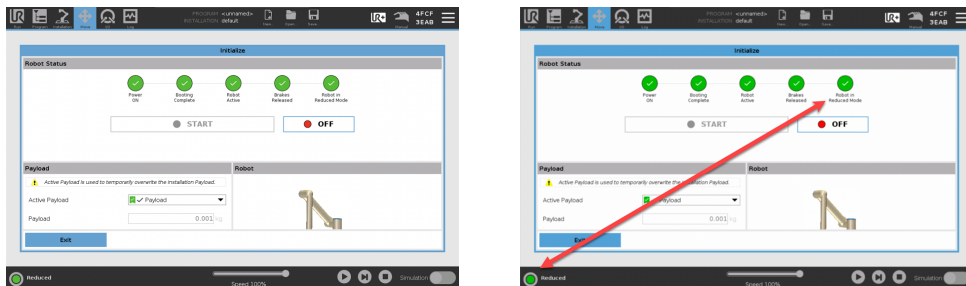 PROGRAM <unnamed>
INSTALLATION default
4FCF
3EAB
Initialize
Robot Status
Power ON
Booting Complete
Robot Active
Brakes Released
Robot in Reduced Mode
START
OFF
Payload
Robot
Active Payload is used to temporarily overwrite the Installation Payload.
Active Payload
Payload
Payload
0.001 kg
Exit
Reduced
Speed 100%
Simulation
PROGRAM <unnamed>
INSTALLATION default
4FCF
3EAB
Initialize
Robot Status
Power ON
Booting Complete
Robot Active
Brakes Released
Robot in Reduced Mode
START
OFF
Payload
Robot
Active Payload is used to temporarily overwrite the Installation Payload.
Active Payload
Payload
0.001 kg
Exit
Reduced
Speed 100%
Simulation